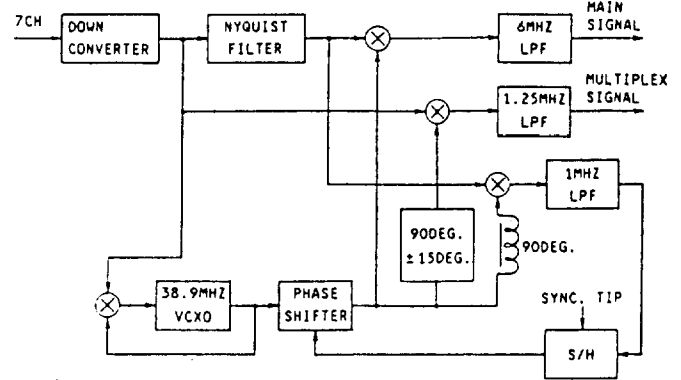 7CH
DOWN
CONVERTER
NYQUIST
FILTER
6MHZ
LPF
MAIN
SIGNAL
1.25MHZ
LPF
MULTIPLEX
SIGNAL
1MHZ
LPF
90DEG.
±15DEG.
90DEG.
38.9MHZ
VCXO
PHASE
SHIFTER
SYNC. TIP
S/H